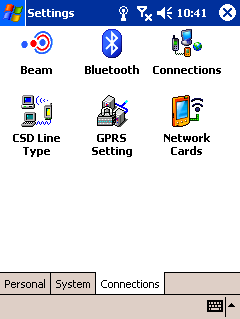 Settings 10:41
Beam Bluetooth Connections
CSD Line GPRS Network
Type Setting Cards
Personal System Connections